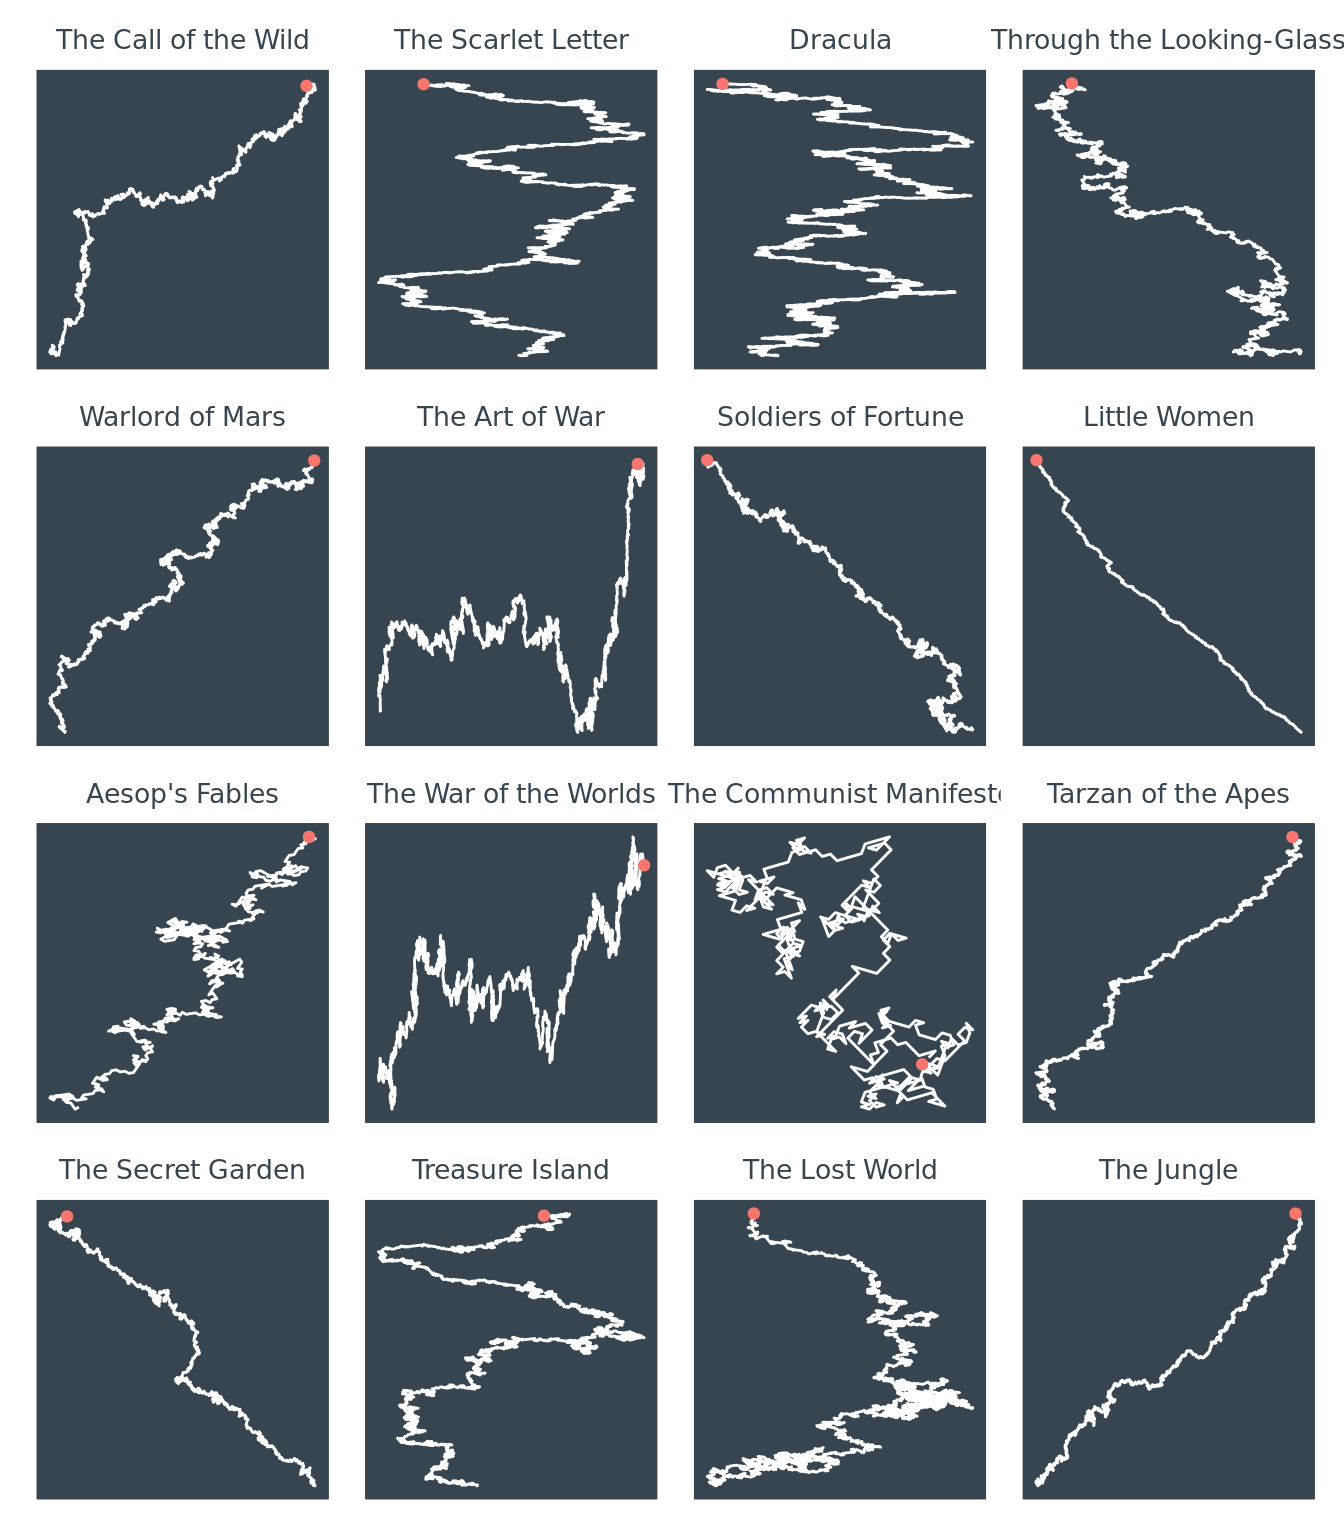 The Call of the Wild
The Scarlet Letter
Dracula
Through the Looking-Glass
Warlord of Mars
The Art of War
Soldiers of Fortune
Little Women
Aesop's Fables
The War of the Worlds
The Communist Manifest
Tarzan of the Apes
The Secret Garden
Treasure Island
The Lost World
The Jungle